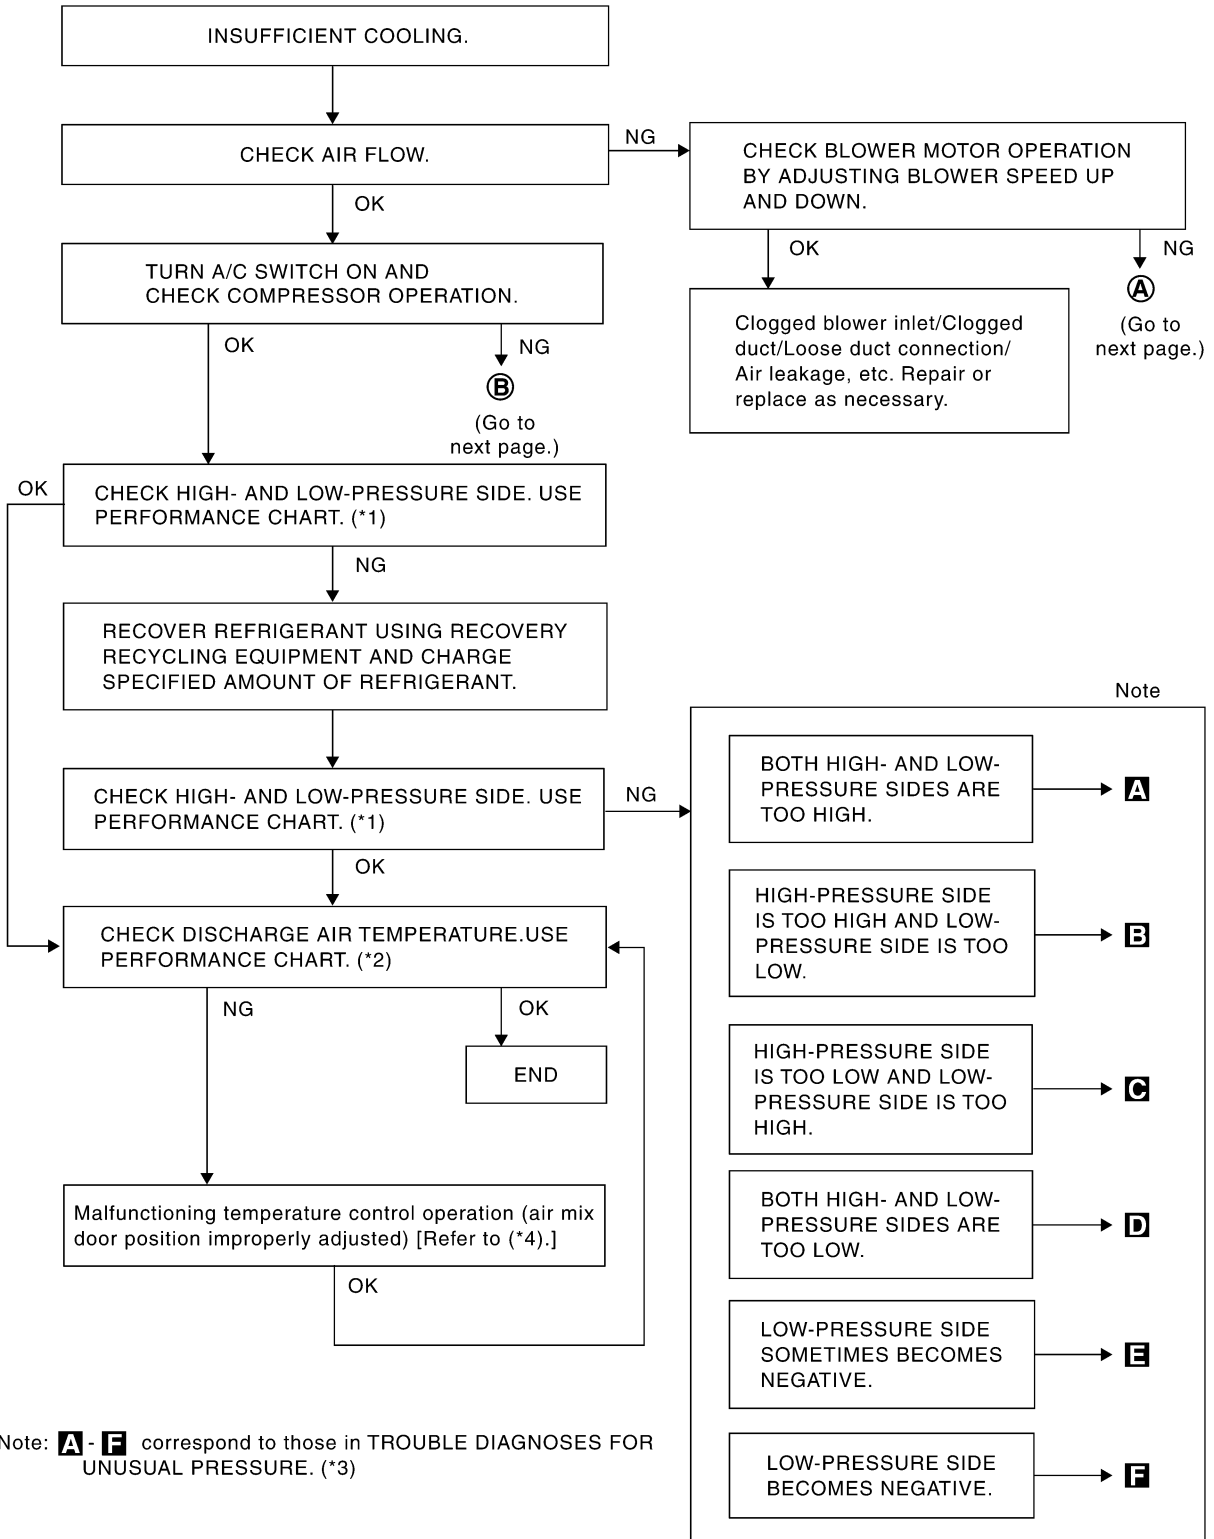 INSUFFICIENT COOLING.
CHECK AIR FLOW.
NG
CHECK BLOWER MOTOR OPERATION
BY ADJUSTING BLOWER SPEED UP
AND DOWN.
OK
OK
NG
TURN A/C SWITCH ON AND
CHECK COMPRESSOR OPERATION.
A
(Go to
next page.)
Clogged blower inlet/Clogged
duct/Loose duct connection/
Air leakage, etc. Repair or
replace as necessary.
OK
NG
B
(Go to
next page.)
OK
CHECK HIGH- AND LOW-PRESSURE SIDE. USE
PERFORMANCE CHART. (*1)
NG
RECOVER REFRIGERANT USING RECOVERY
RECYCLING EQUIPMENT AND CHARGE
SPECIFIED AMOUNT OF REFRIGERANT.
CHECK HIGH- AND LOW-PRESSURE SIDE. USE
PERFORMANCE CHART. (*1)
NG
OK
CHECK DISCHARGE AIR TEMPERATURE.USE
PERFORMANCE CHART. (*2)
NG
OK
END
Malfunctioning temperature control operation (air mix
door position improperly adjusted) [Refer to (*4).]
OK
Note
BOTH HIGH- AND LOW-
PRESSURE SIDES ARE
TOO HIGH.
A
HIGH-PRESSURE SIDE
IS TOO HIGH AND LOW-
PRESSURE SIDE IS TOO
LOW.
B
HIGH-PRESSURE SIDE
IS TOO LOW AND LOW-
PRESSURE SIDE IS TOO
HIGH.
C
BOTH HIGH- AND LOW-
PRESSURE SIDES ARE
TOO LOW.
D
LOW-PRESSURE SIDE
SOMETIMES BECOMES
NEGATIVE.
E
LOW-PRESSURE SIDE
BECOMES NEGATIVE.
F
Note: A - F correspond to those in TROUBLE DIAGNOSES FOR
UNUSUAL PRESSURE. (*3)